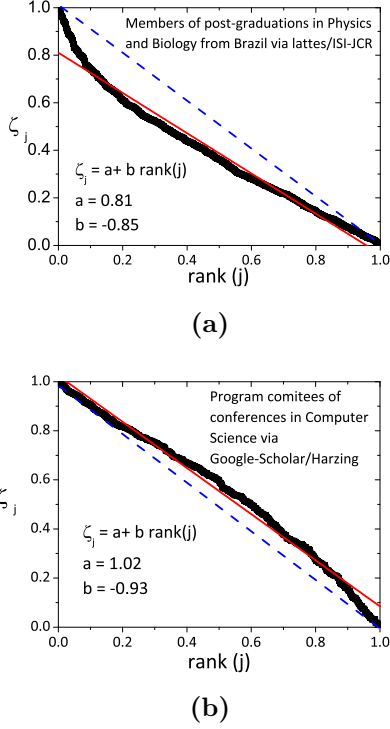 1.0
0.8
0.6
0.4
0.2
0.0
ζj
Members of post-graduations in Physics
and Biology from Brazil via lattes/ISI-JCR
ζj = a+ b rank(j)
a = 0.81
b = -0.85
0.0 0.2 0.4 0.6 0.8 1.0
rank (j)
(a)
1.0
0.8
0.6
0.4
0.2
0.0
ζj
Program comitees of
conferences in Computer
Science via
Google-Scholar/Harzing
ζj = a+ b rank(j)
a = 1.02
b = -0.93
0.0 0.2 0.4 0.6 0.8 1.0
rank (j)
(b)